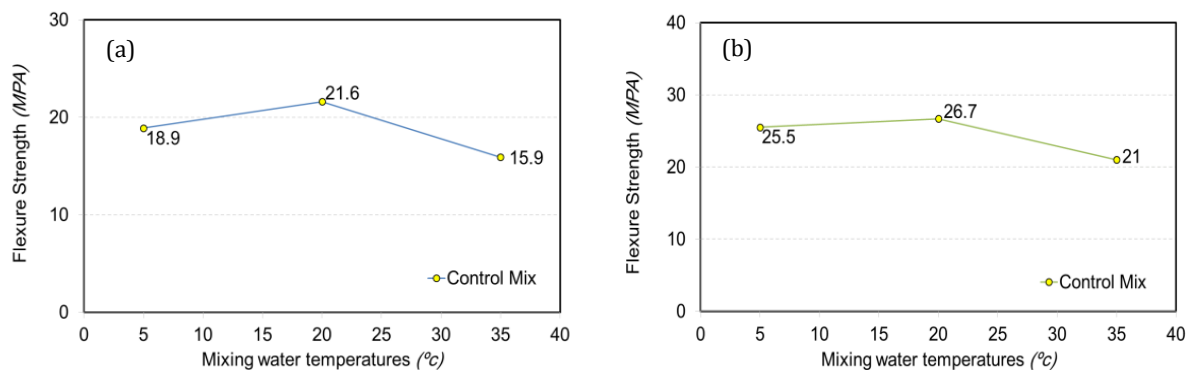 (a)
Flexure Strength (MPA)
30
20
10
0
18.9
21.6
15.9
Control Mix
0 5 10 15 20 25 30 35 40
Mixing water temperatures (ºc)
(b)
Flexure Strength (MPA)
40
30
20
10
0
25.5
26.7
21
Control Mix
0 5 10 15 20 25 30 35 40
Mixing water temperatures (ºc)